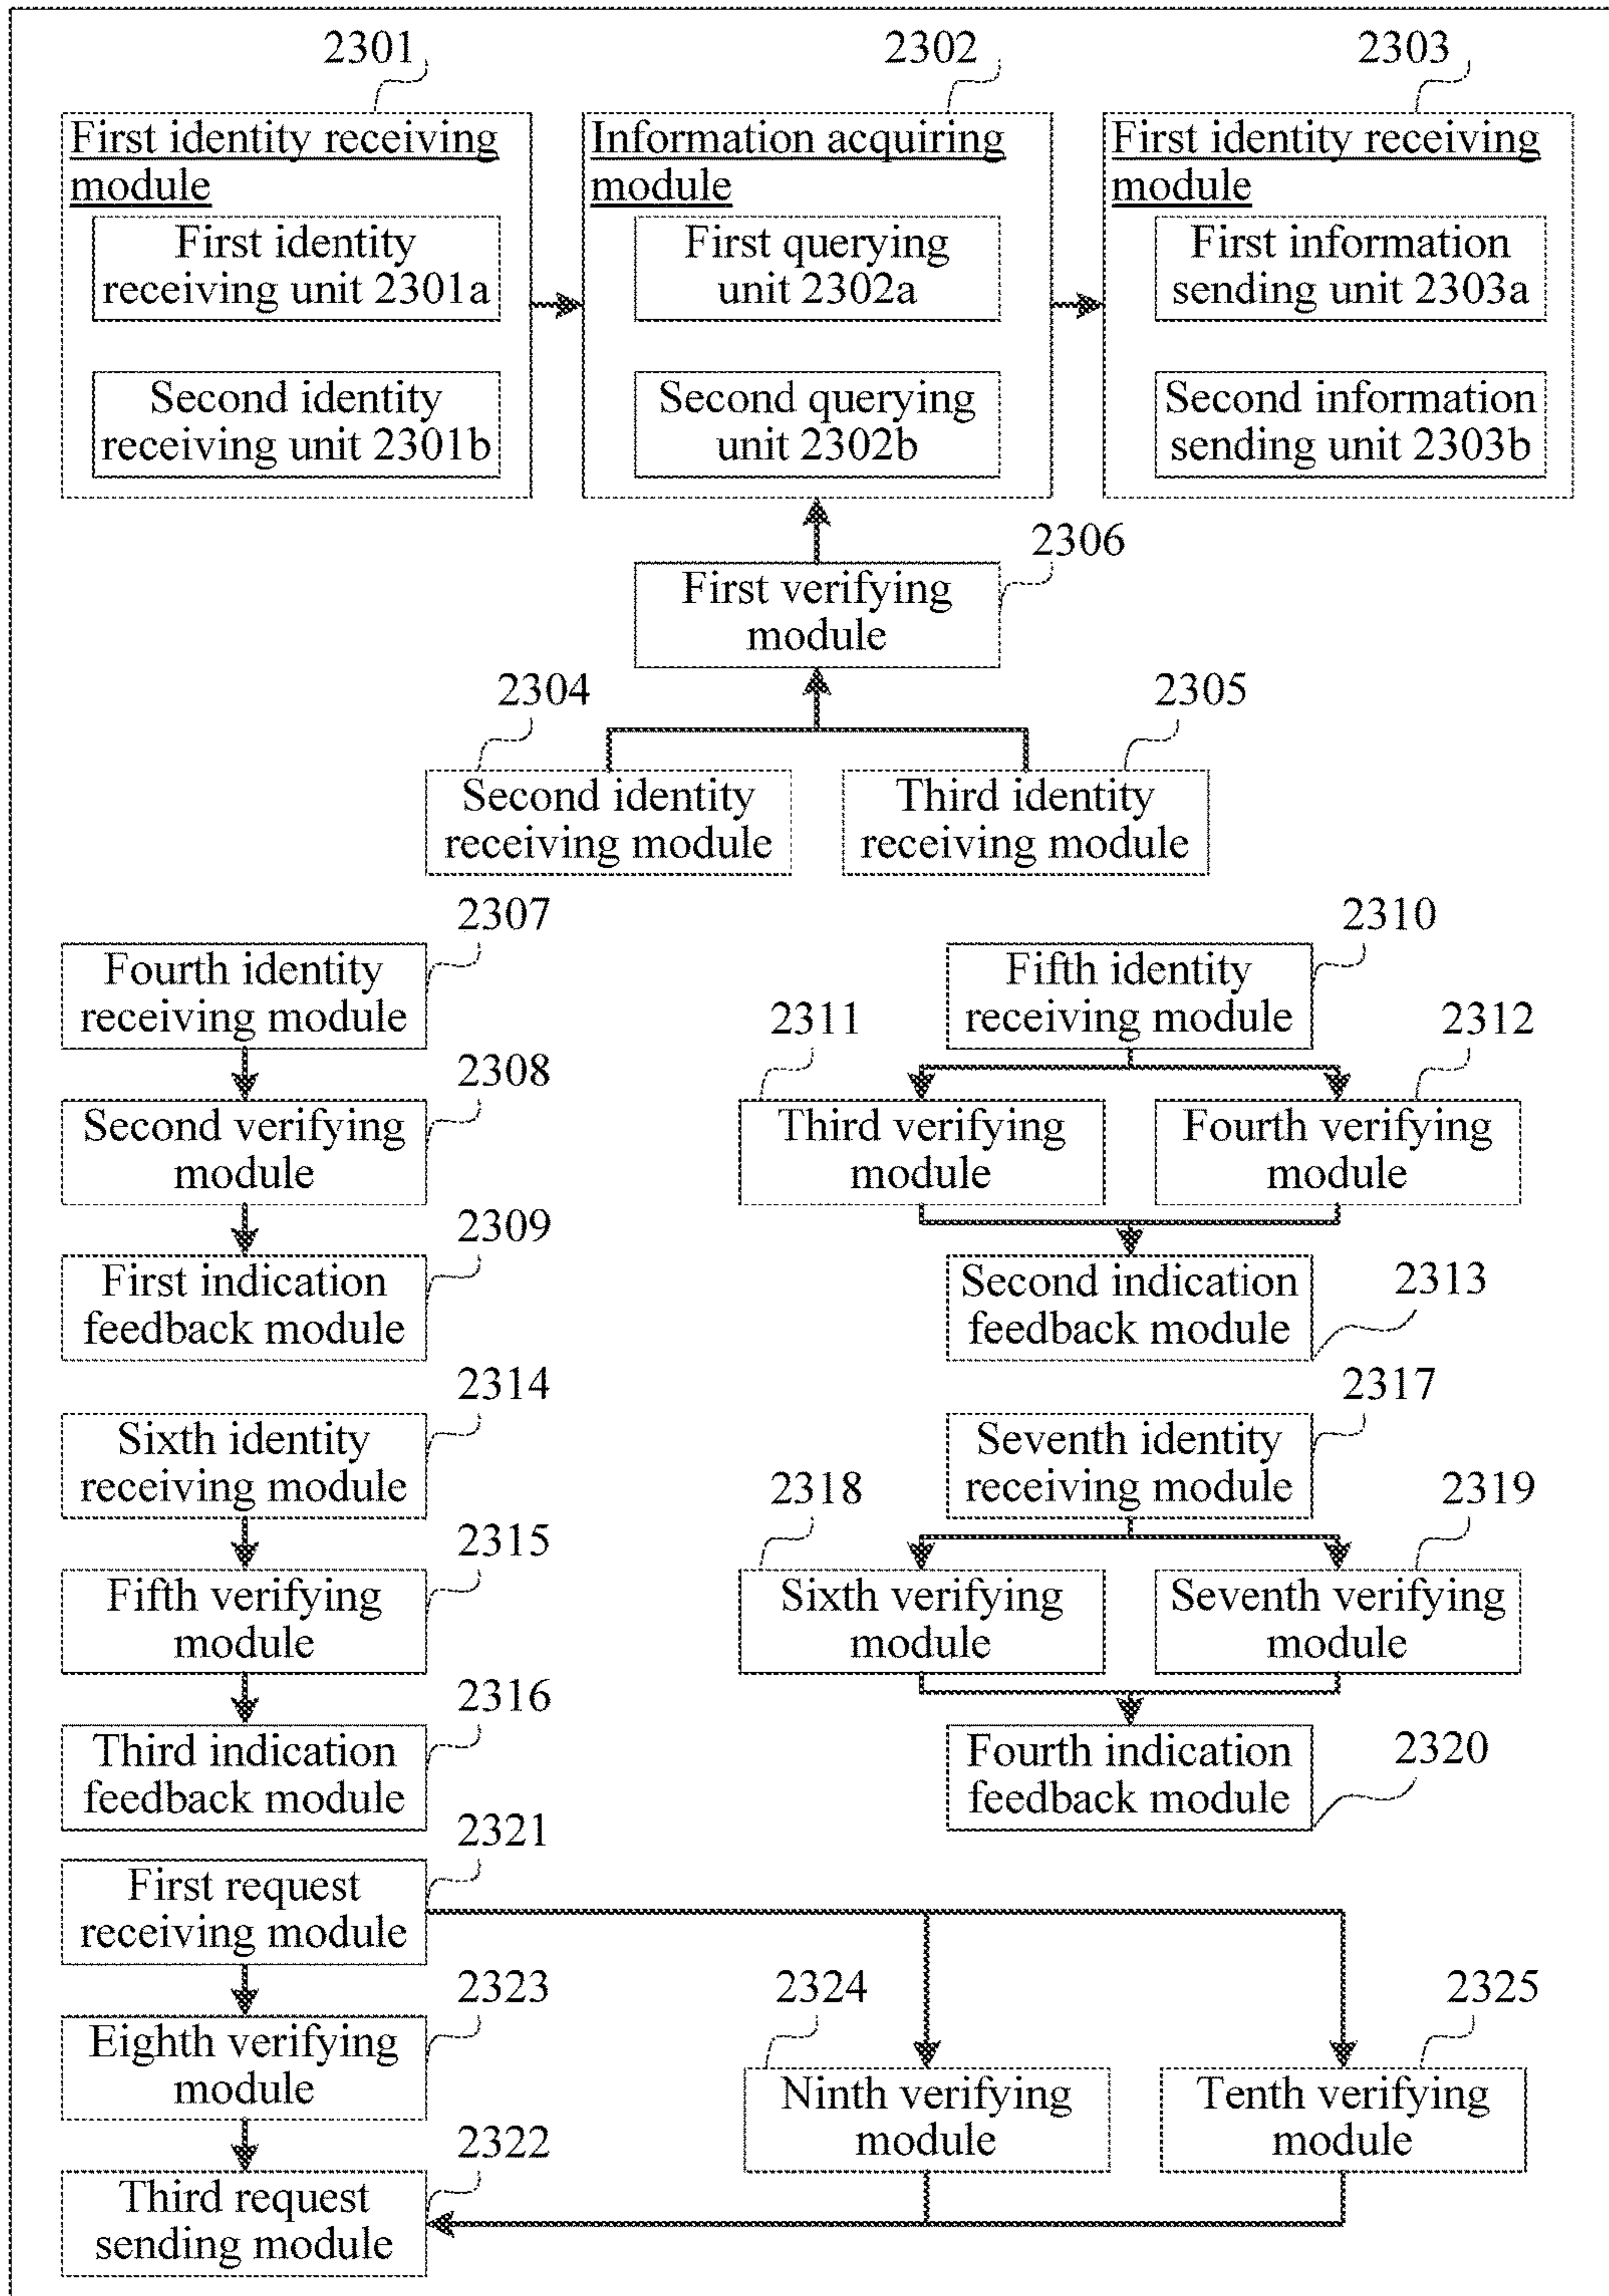 2301
2302
2303
First identity receiving
module
First identity
receiving unit 2301a
Second identity
receiving unit 2301b
Information acquiring
module
First querying
unit 2302a
Second querying
unit 2302b
First identity receiving
module
First information
sending unit 2303a
Second information
sending unit 2303b
2306
First verifying
module
2304
2305
Second identity
receiving module
Third identity
receiving module
2307
Fourth identity
receiving module
2308
Second verifying
module
2309
First indication
feedback module
2310
Fifth identity
receiving module
2311
2312
Third verifying
module
Fourth verifying
module
Second indication
feedback module
2313
2314
Sixth identity
receiving module
2315
Fifth verifying
module
2316
Third indication
feedback module
2317
Seventh identity
receiving module
2318
2319
Sixth verifying
module
Seventh verifying
module
Fourth indication
feedback module
2320
2321
First request
receiving module
2323
Eighth verifying
module
2324
Ninth verifying
module
2325
Tenth verifying
module
2322
Third request
sending module